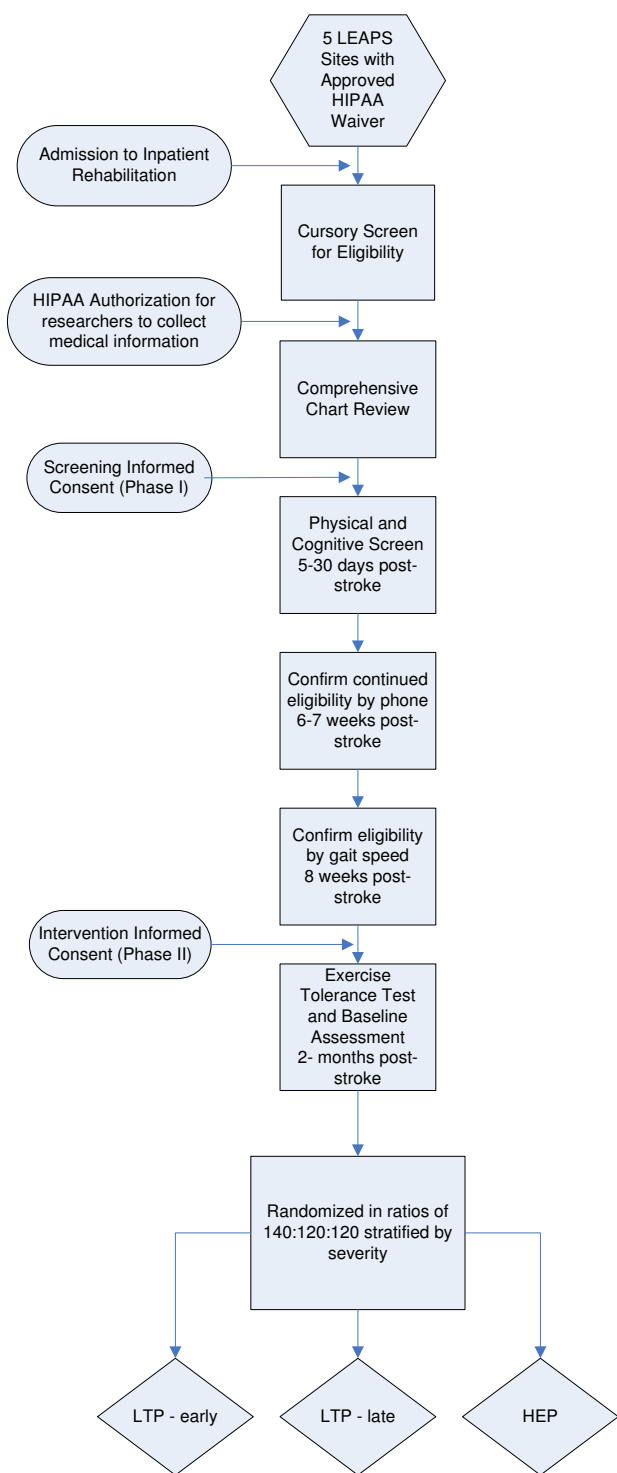 5 LEAPS
Sites with
Approved
HIPAA
Waiver
Admission to Inpatient
Rehabilitation
Cursory Screen
for Eligibility
HIPAA Authorization for
researchers to collect
medical information
Comprehensive
Chart Review
Screening Informed
Consent (Phase I)
Physical and
Cognitive Screen
5-30 days post-
stroke
Confirm continued
eligibility by phone
6-7 weeks post-
stroke
Confirm eligibility
by gait speed
8 weeks post-
stroke
Intervention Informed
Consent (Phase II)
Exercise
Tolerance Test
and Baseline
Assessment
2- months post-
stroke
Randomized in ratios of
140:120:120 stratified by
severity
LTP - early
LTP - late
HEP